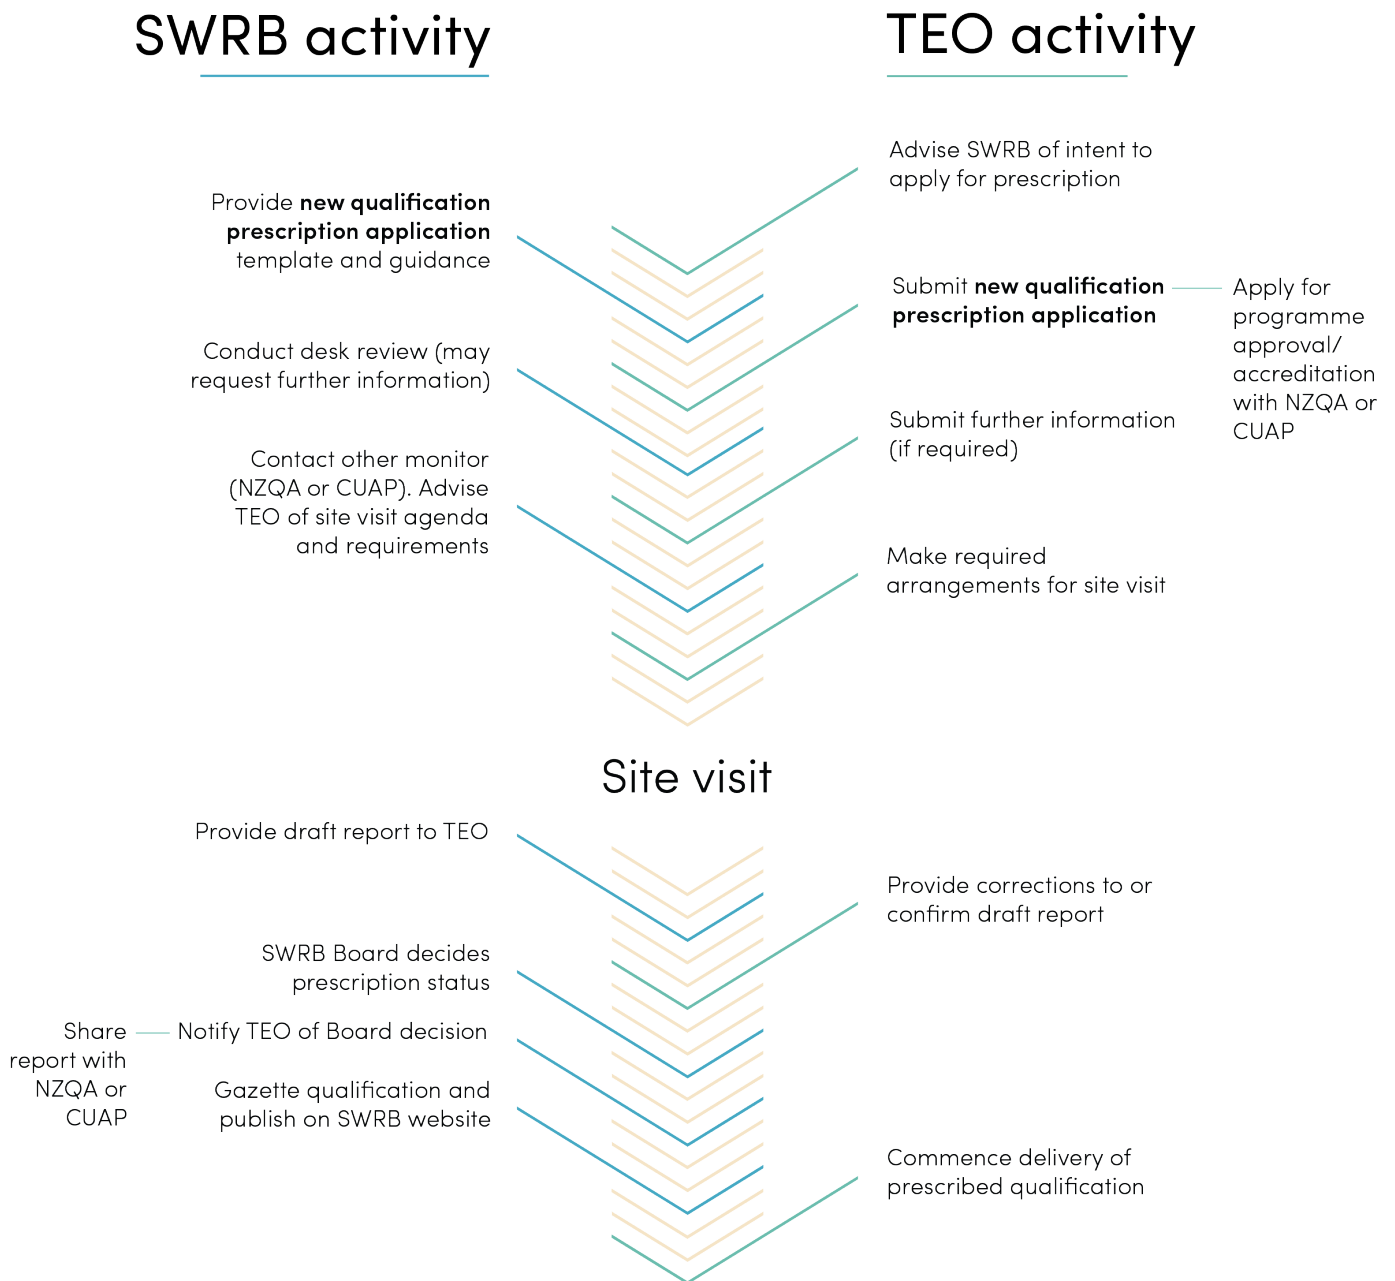 SWRB activity
TEO activity
Advise SWRB of intent to
apply for prescription
Provide new qualification
prescription application
template and guidance
Submit new qualification
prescription application
Apply for
programme
approval/
accreditation
with NZQA or
CUAP
Conduct desk review (may
request further information)
Submit further information
(if required)
Contact other monitor
(NZQA or CUAP). Advise
TEO of site visit agenda
and requirements
Make required
arrangements for site visit
Site visit
Provide draft report to TEO
Provide corrections to or
confirm draft report
SWRB Board decides
prescription status
Notify TEO of Board decision
Share
report with
NZQA or
CUAP
Gazette qualification and
publish on SWRB website
Commence delivery of
prescribed qualification